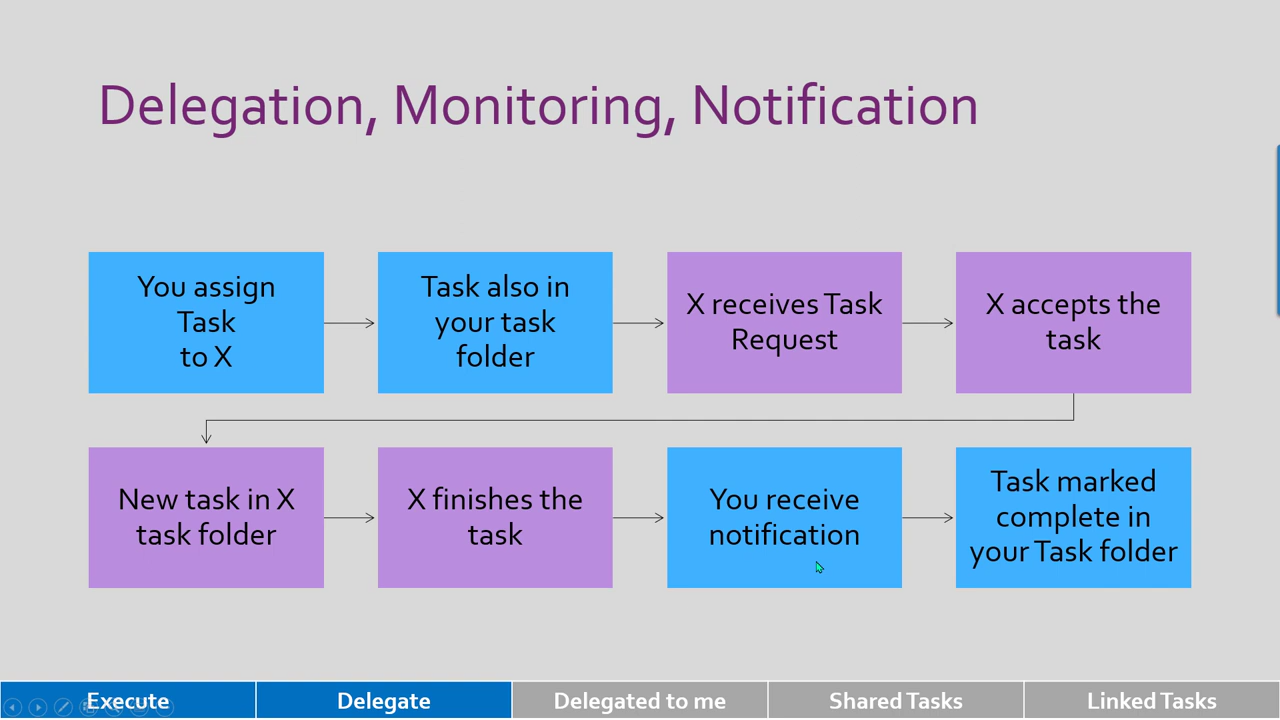 Delegation, Monitoring, Notification
You assign
Task
to X
Task also in
your task
folder
X receives Task
Request
X accepts the
task
New task in X
task folder
X finishes the
task
You receive
notification
Task marked
complete in
your Task folder
Execute
Delegate
Delegated to me
Shared Tasks
Linked Tasks